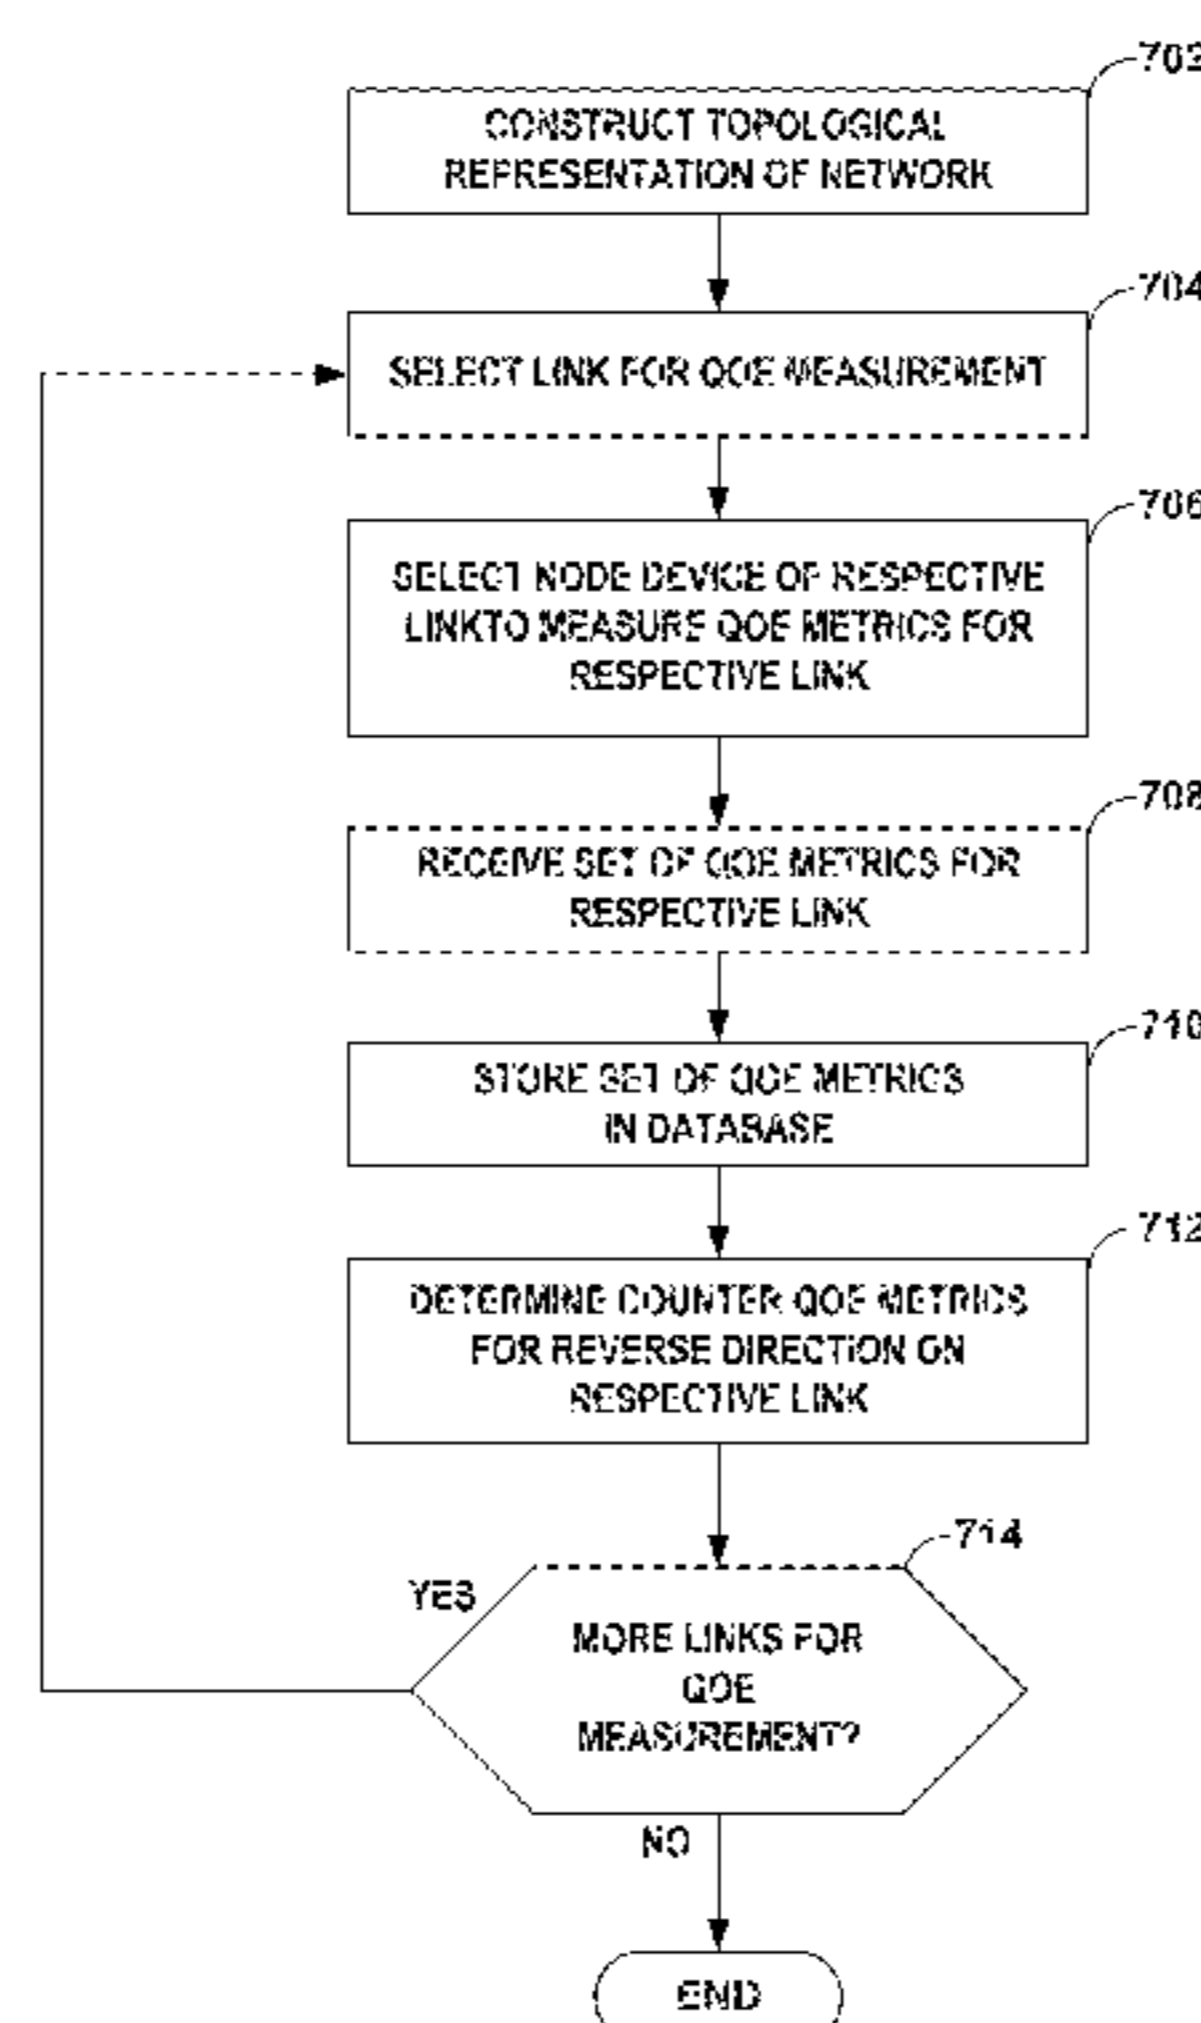 702
CONSTRUCT TOPOLOGICAL
REPRESENTATION OF NETWORK
704
SELECT LINK FOR QOE MEASUREMENT
706
SELECT NODE DEVICE OF RESPECTIVE
LINKTO MEASURE QOE METRICS FOR
RESPECTIVE LINK
708
RECEIVE SET OF QOE METRICS FOR
RESPECTIVE LINK
710
STORE SET OF QOE METRICS
IN DATABASE
712
DETERMINE COUNTER QOE METRICS
FOR REVERSE DIRECTION ON
RESPECTIVE LINK
714
YES
MORE LINKS FOR
QOE
MEASUREMENT?
NO
END